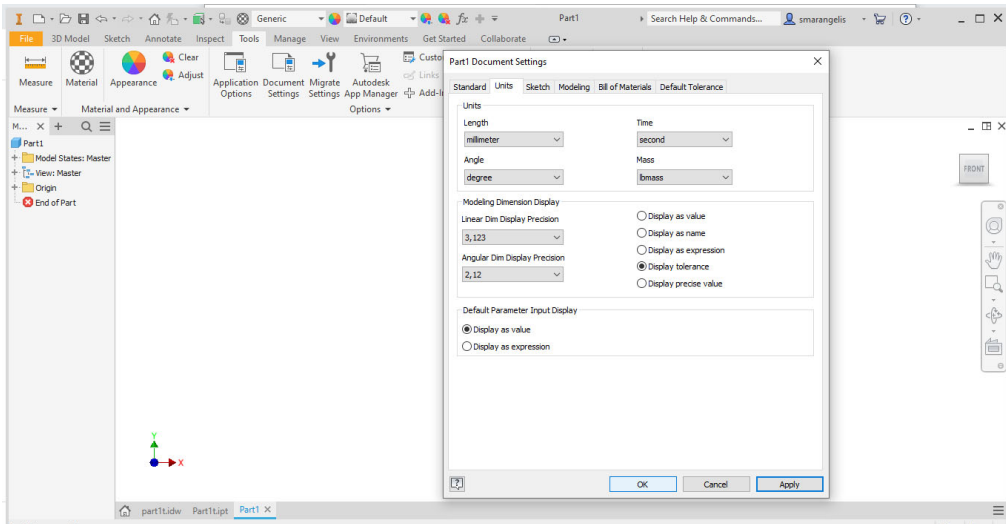 Generic Default fx Part1 Search Help & Commands... smarangelis
File 3D Model Sketch Annotate Inspect Tools Manage View Environments Get Started Collaborate
Measure Material Appearance Clear Adjust Application Options Document Settings Migrate Settings Autodesk App Manager Links
Measure Material and Appearance Options
M... X + 
Part1
Model States: Master
View: Master
Origin
End of Part
Part1 Document Settings
Standard Units Sketch Modeling Bill of Materials Default Tolerance
Units
Length Time
millimeter second
Angle Mass
degree lbmass
Modeling Dimension Display
Linear Dim Display Precision
3,123
Angular Dim Display Precision
2,12
Display as value
Display as name
Display as expression
Display tolerance
Display precise value
Default Parameter Input Display
Display as value
Display as expression
OK Cancel Apply
FRONT
Y
X
part1t.idw Part1t.ipt Part1